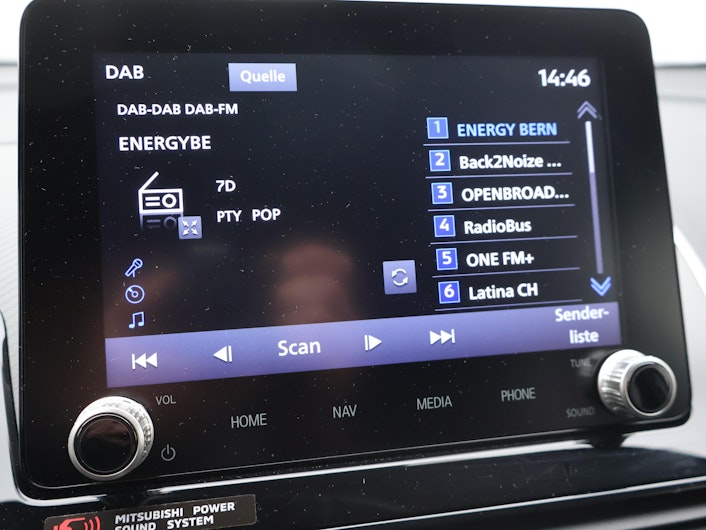 DAB
Quelle
14:46
DAB-DAB DAB-FM
ENERGYBE
7D
PTY POP
1 ENERGY BERN
2 Back2Noize ...
3 OPENBROAD...
4 RadioBus
5 ONE FM+
6 Latina CH
Scan
Sender-
liste
VOL
HOME
NAV
MEDIA
PHONE
TUNE
SOUND
MITSUBISHI POWER
SOUND SYSTEM